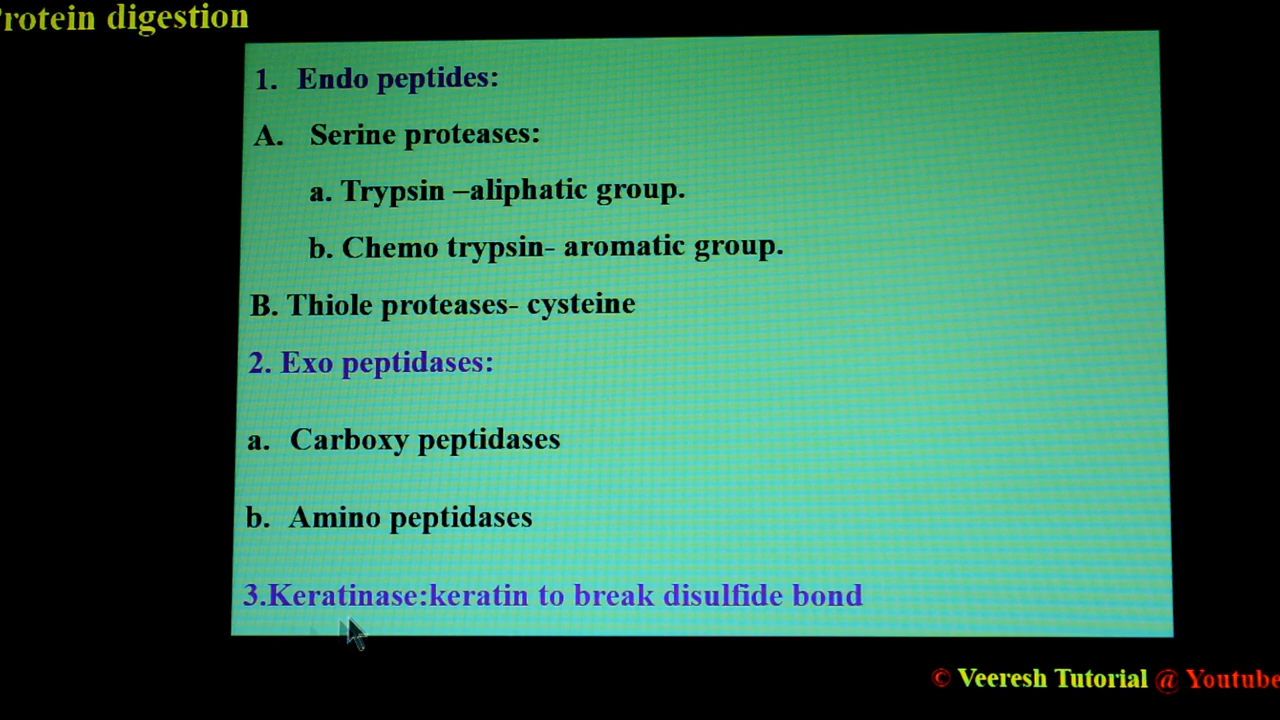 Protein digestion
1. Endo peptides:
A. Serine proteases:
a. Trypsin –aliphatic group.
b. Chemo trypsin- aromatic group.
B. Thiole proteases- cysteine
2. Exo peptidases:
a. Carboxy peptidases
b. Amino peptidases
3.Keratinase:keratin to break disulfide bond
© Veeresh Tutorial @ Youtube